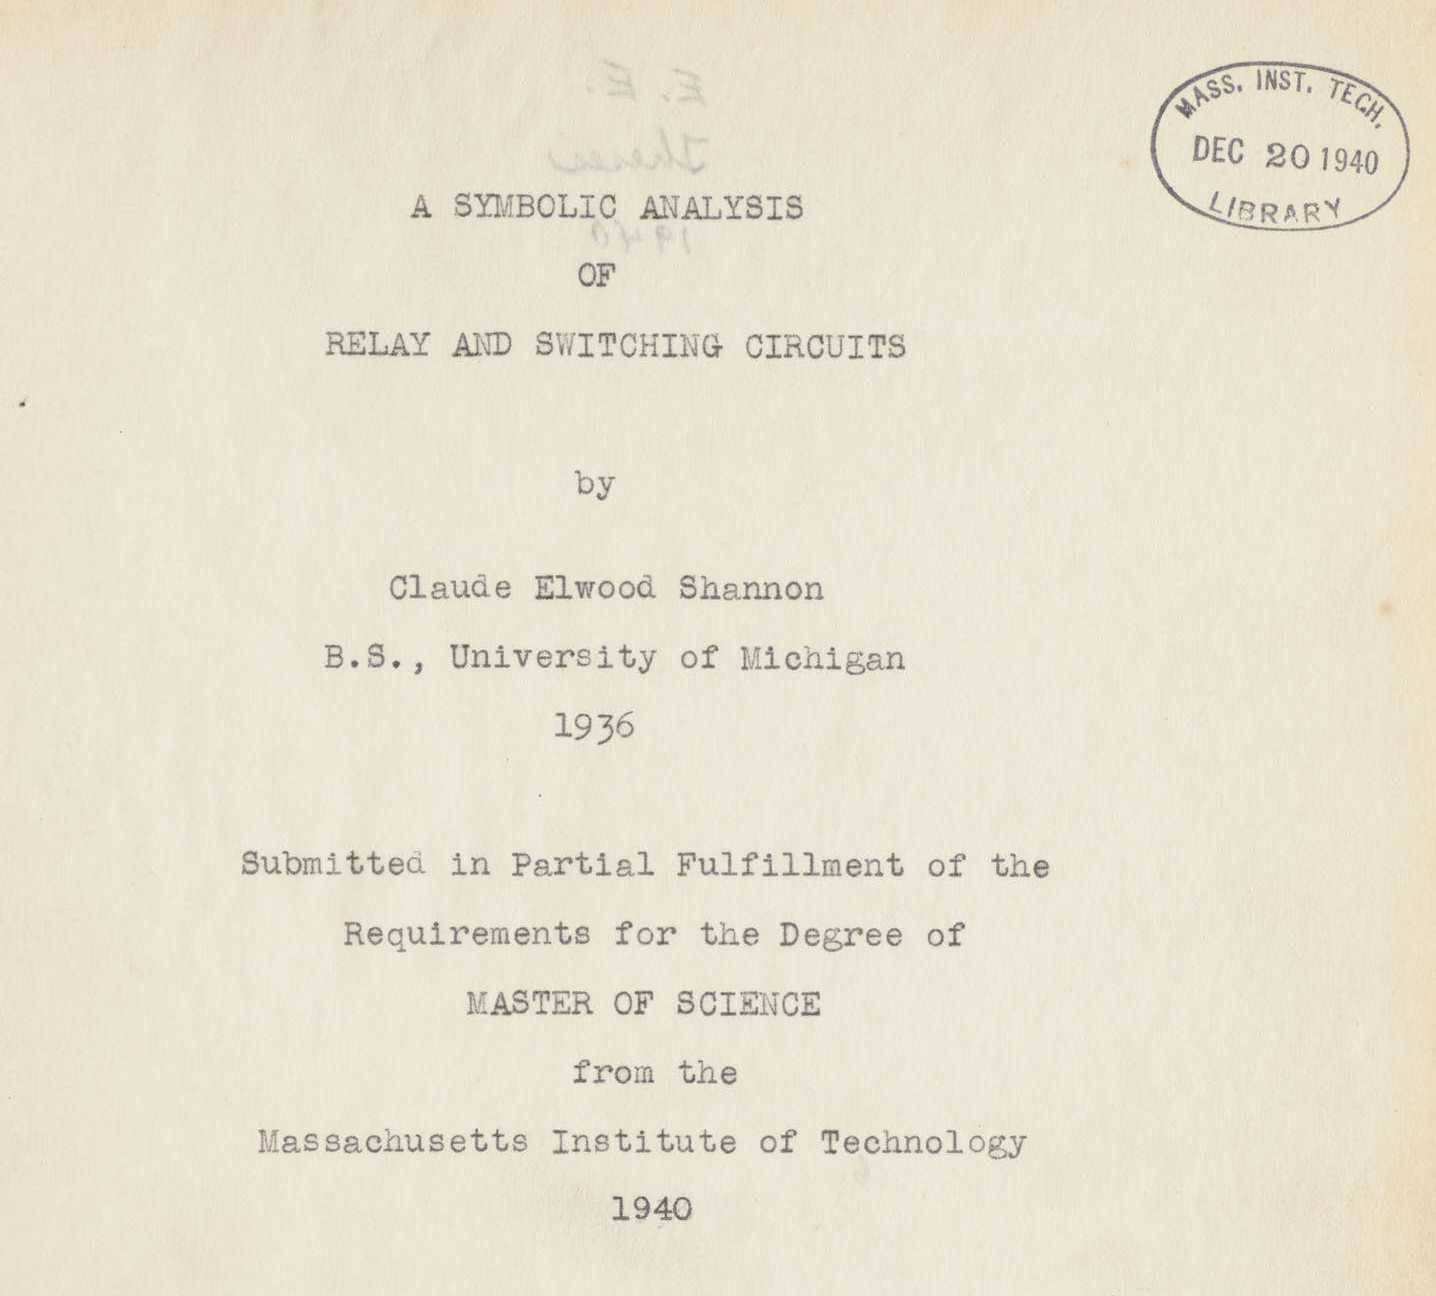 MASS. INST. TECH.
DEC 20 1940
LIBRARY
E. E.
Thesis
1940
A SYMBOLIC ANALYSIS
OF
RELAY AND SWITCHING CIRCUITS
by
Claude Elwood Shannon
B.S., University of Michigan
1936
Submitted in Partial Fulfillment of the
Requirements for the Degree of
MASTER OF SCIENCE
from the
Massachusetts Institute of Technology
1940